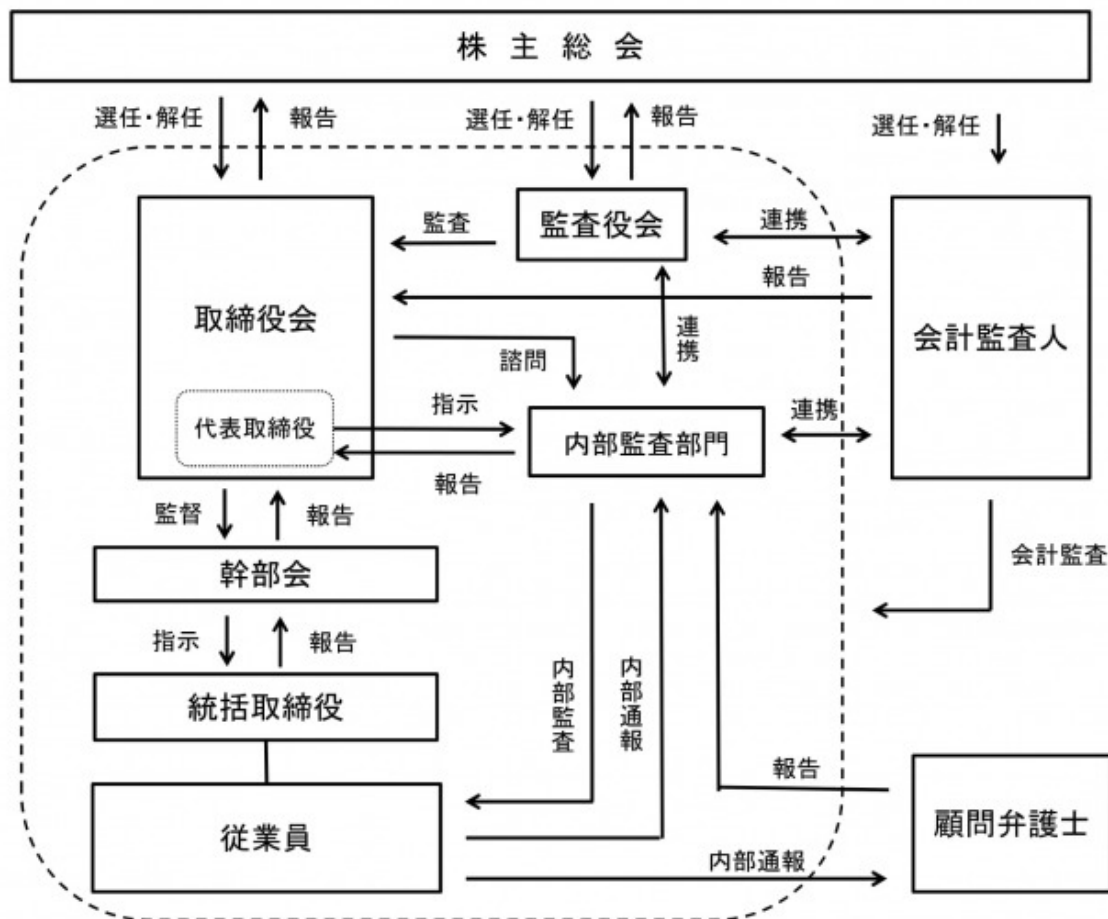 株主総会
選任・解任
報告
選任・解任
報告
選任・解任
取締役会
監査
監査役会
連携
報告
会計監査人
連携
諮問
代表取締役
指示
報告
内部監査部門
連携
監督
報告
幹部会
会計監査
指示
報告
統括取締役
内部監査
内部通報
報告
従業員
内部通報
顧問弁護士